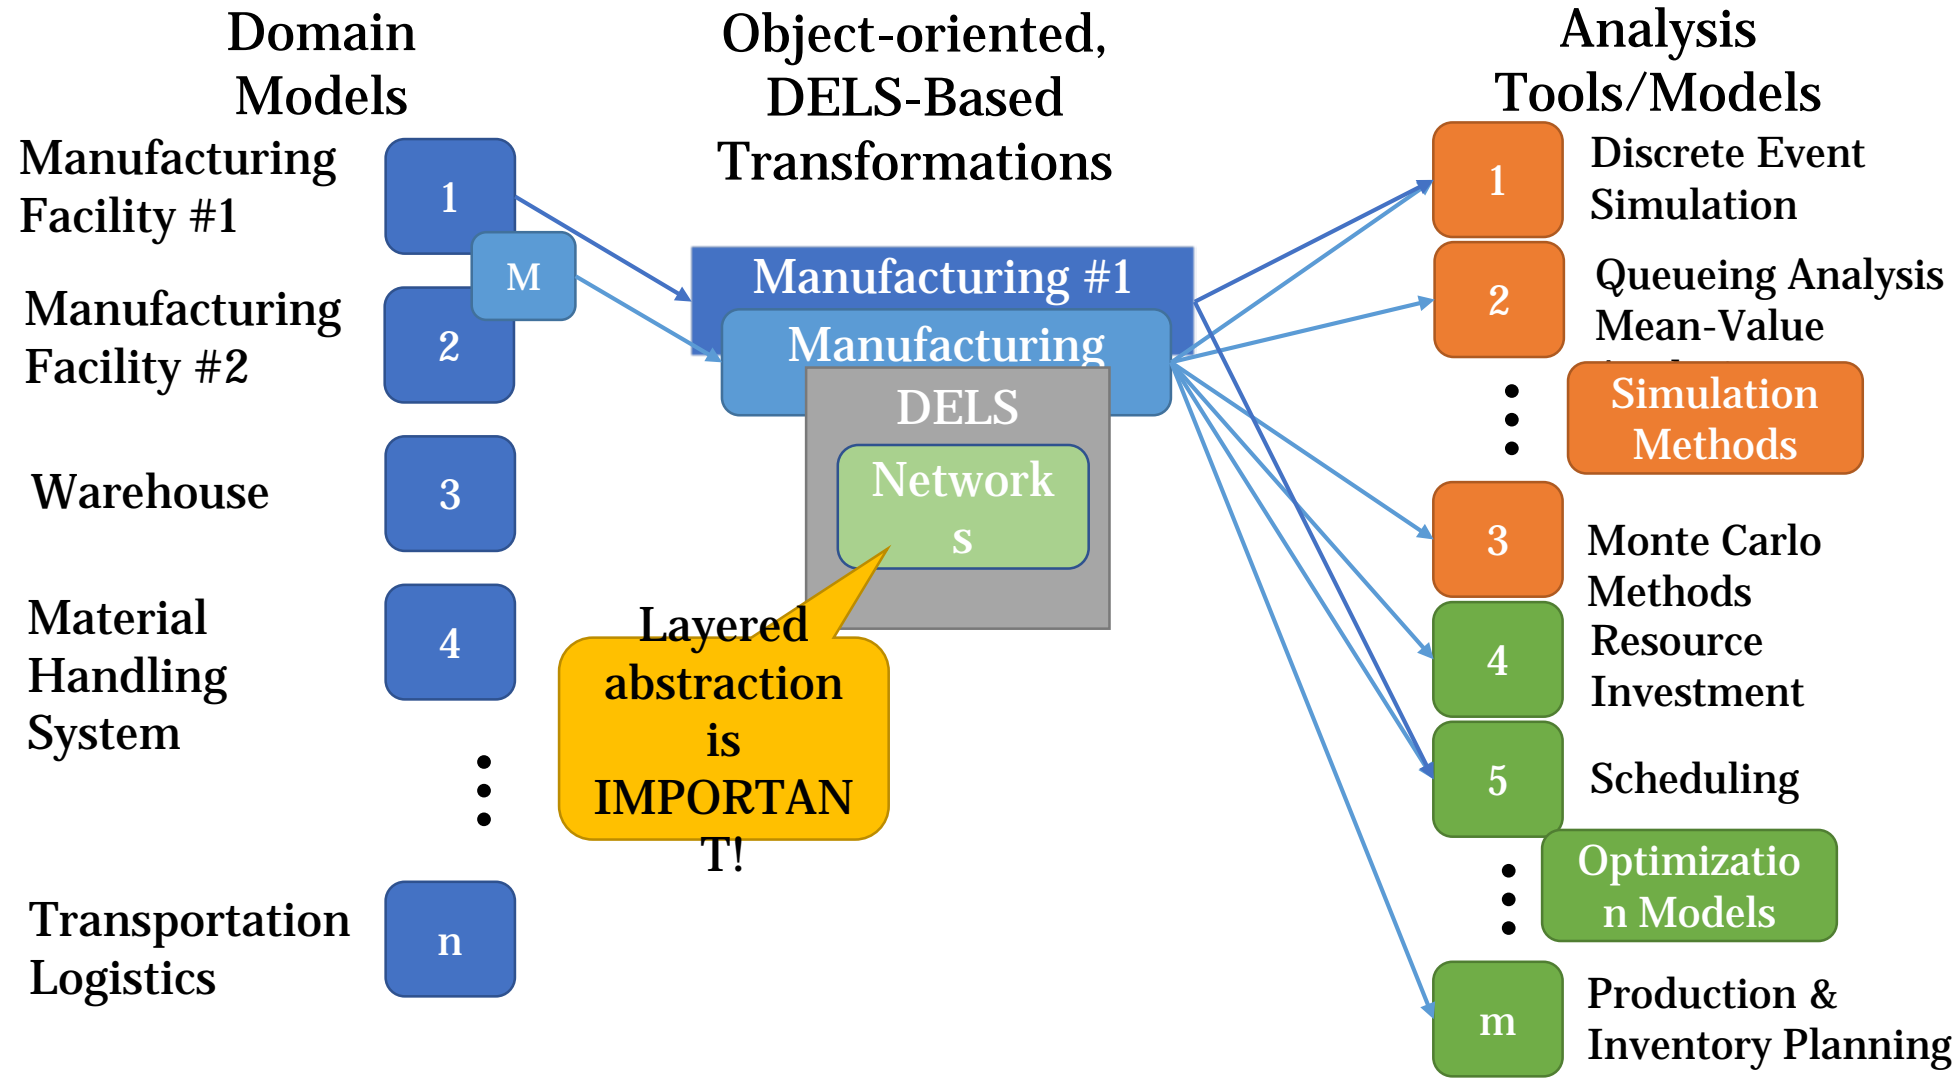 Domain
Models
Object-oriented,
DELS-Based
Transformations
Analysis
Tools/Models
Manufacturing
Facility #1
1
M
Manufacturing
Facility #2
2
Warehouse
3
Material
Handling
System
4
Transportation
Logistics
n
Manufacturing #1
Manufacturing
DELS
Network
s
Layered
abstraction
is
IMPORTAN
T!
1
Discrete Event
Simulation
2
Queueing Analysis
Mean-Value
Simulation
Methods
3
Monte Carlo
Methods
4
Resource
Investment
5
Scheduling
Optimizatio
n Models
m
Production &
Inventory Planning